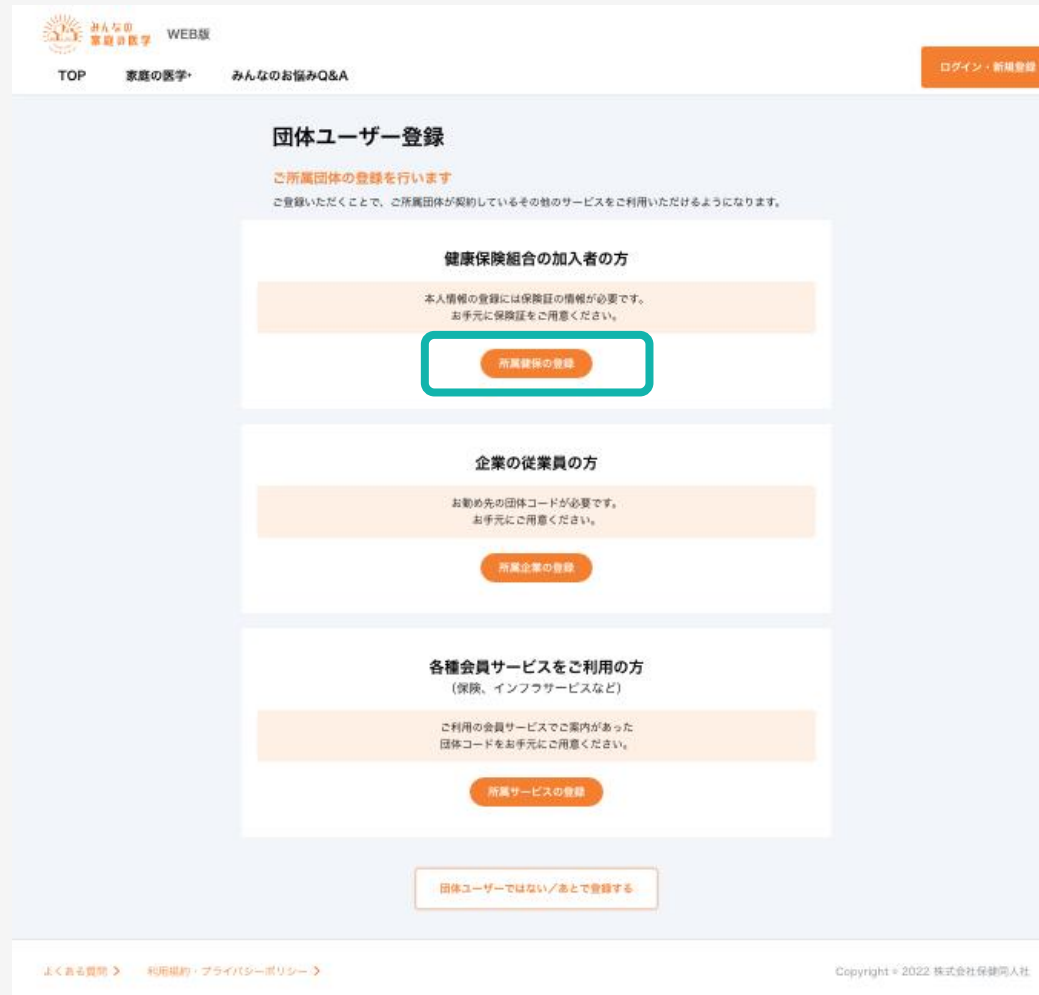 みんなの
家庭の医学 WEB版
TOP 家庭の医学+ みんなのお悩みQ&A
ログイン・新規登録
団体ユーザー登録
ご所属団体の登録を行います
ご登録いただくことで、ご所属団体が契約しているその他のサービスをご利用いただけるようになります。
健康保険組合の加入者の方
本人情報の登録には保険証の情報が必要です。
お手元に保険証をご用意ください。
所属健保の登録
企業の従業員の方
お勤め先の団体コードが必要です。
お手元にご用意ください。
所属企業の登録
各種会員サービスをご利用の方
(保険、インフラサービスなど)
ご利用の会員サービスでご案内があった
団体コードをお手元にご用意ください。
所属サービスの登録
団体ユーザーではない／あとで登録する
よくある質問 利用規約・プライバシーポリシー
Copyright © 2022 株式会社保健同人社